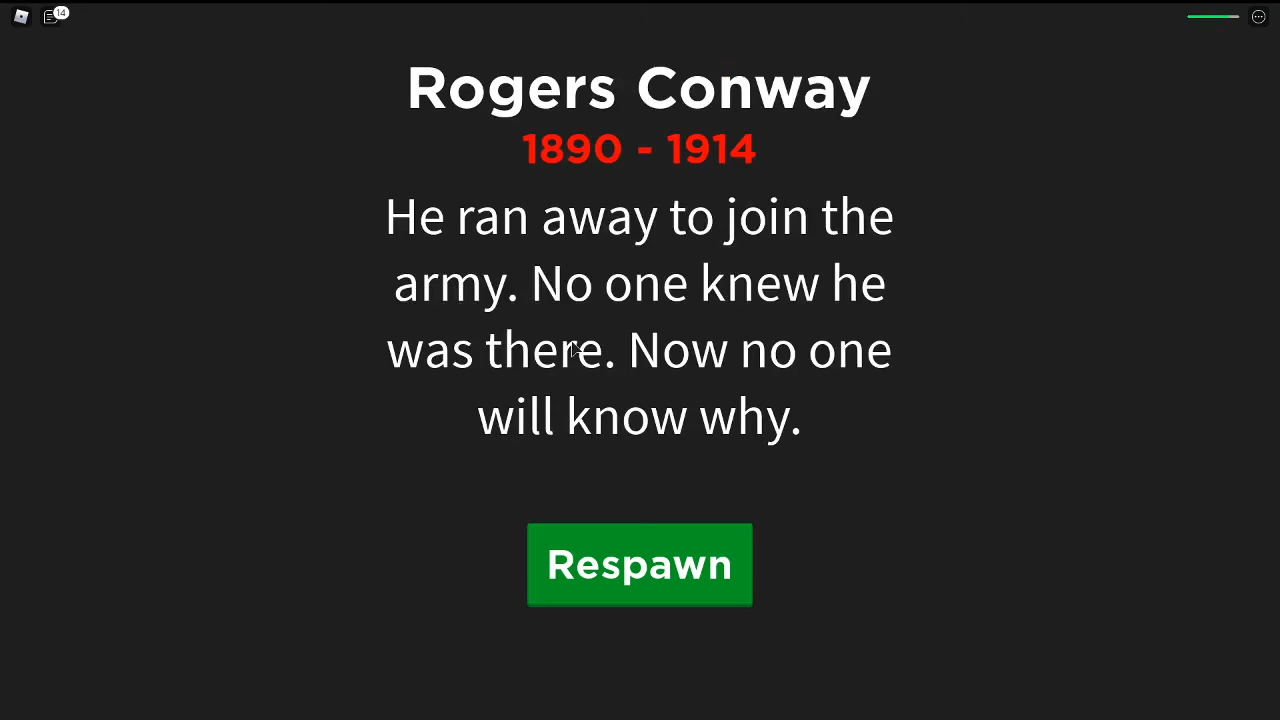 14
Rogers Conway
1890 - 1914
He ran away to join the
army. No one knew he
was there. Now no one
will know why.
Respawn